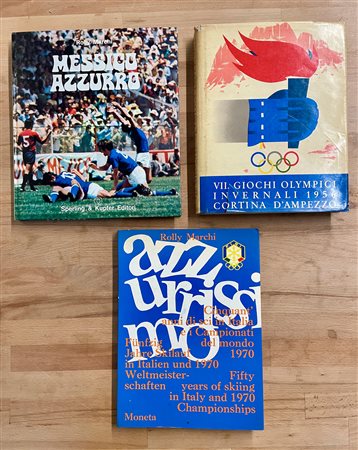 MESSICO
AZZURRO
5
Sperling & Kupfer Editori
VII. GIOCHI OLYMPICI
INVERNALI 1956
CORTINA D'AMPEZZO
Rolly Marchi
azz
urrissi
mo
Cinquant'
anni di sci in Italia
e i Campionati
del mondo
1970
Fünfzig
Jahre Skilauf
in Italien und 1970
Weltmeister-
schaften
Fifty
years of skiing
in Italy and 1970
Championships
Moneta